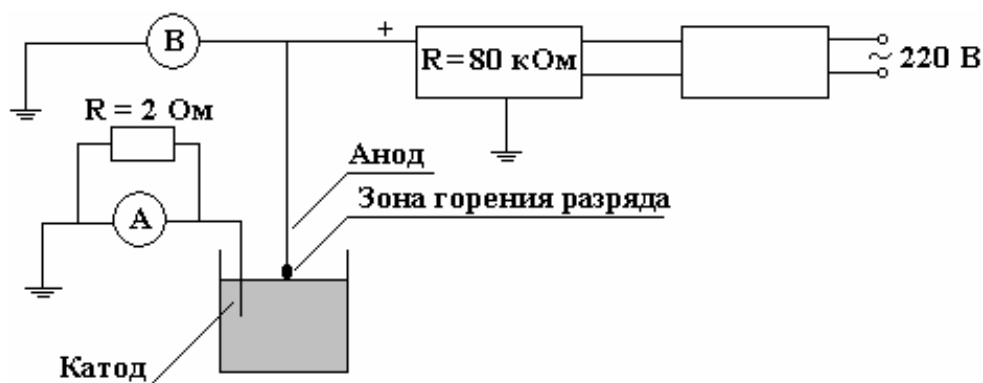 B
+
R = 80 кОм
~ 220 В
R = 2 Ом
Анод
Зона горения разряда
A
Катод